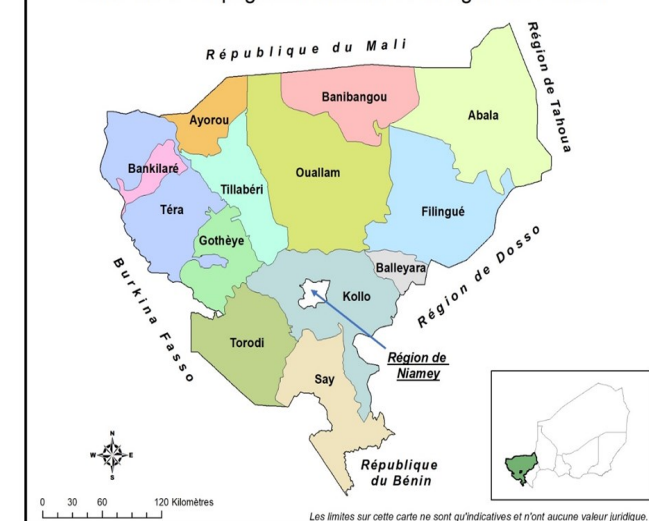 République du Mali
Région de Tahoua
Banibangou
Abala
Ayorou
Bankilaré
Ouallam
Tillabéri
Téra
Filingué
Gothèye
Balleyara
Région de Dosso
Burkina Fasso
Kollo
Torodi
Région de
Niamey
Say
République
du Bénin
N
W E
S
0 30 60 120 Kilomètres
Les limites sur cette carte ne sont qu'indicatives et n'ont aucune valeur juridique.